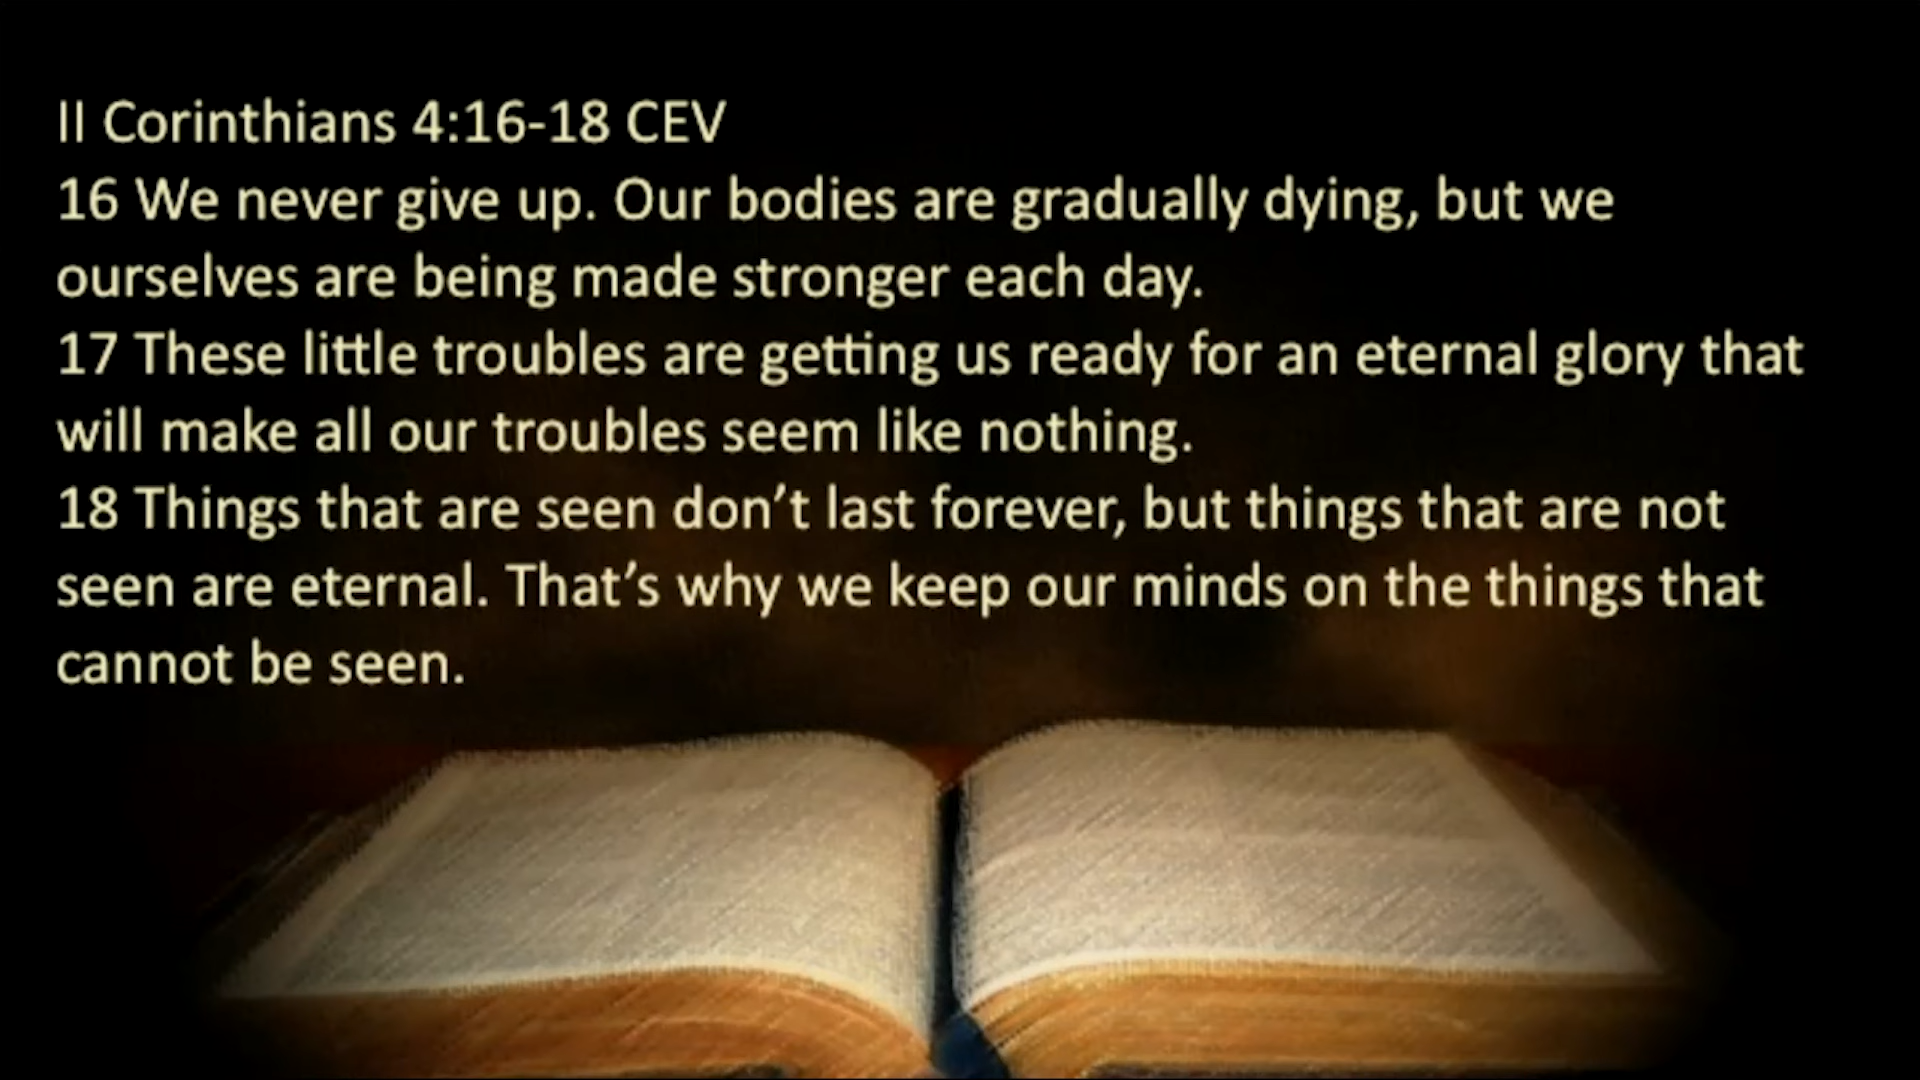 II Corinthians 4:16-18 CEV
16 We never give up. Our bodies are gradually dying, but we
ourselves are being made stronger each day.
17 These little troubles are getting us ready for an eternal glory that
will make all our troubles seem like nothing.
18 Things that are seen don’t last forever, but things that are not
seen are eternal. That’s why we keep our minds on the things that
cannot be seen.